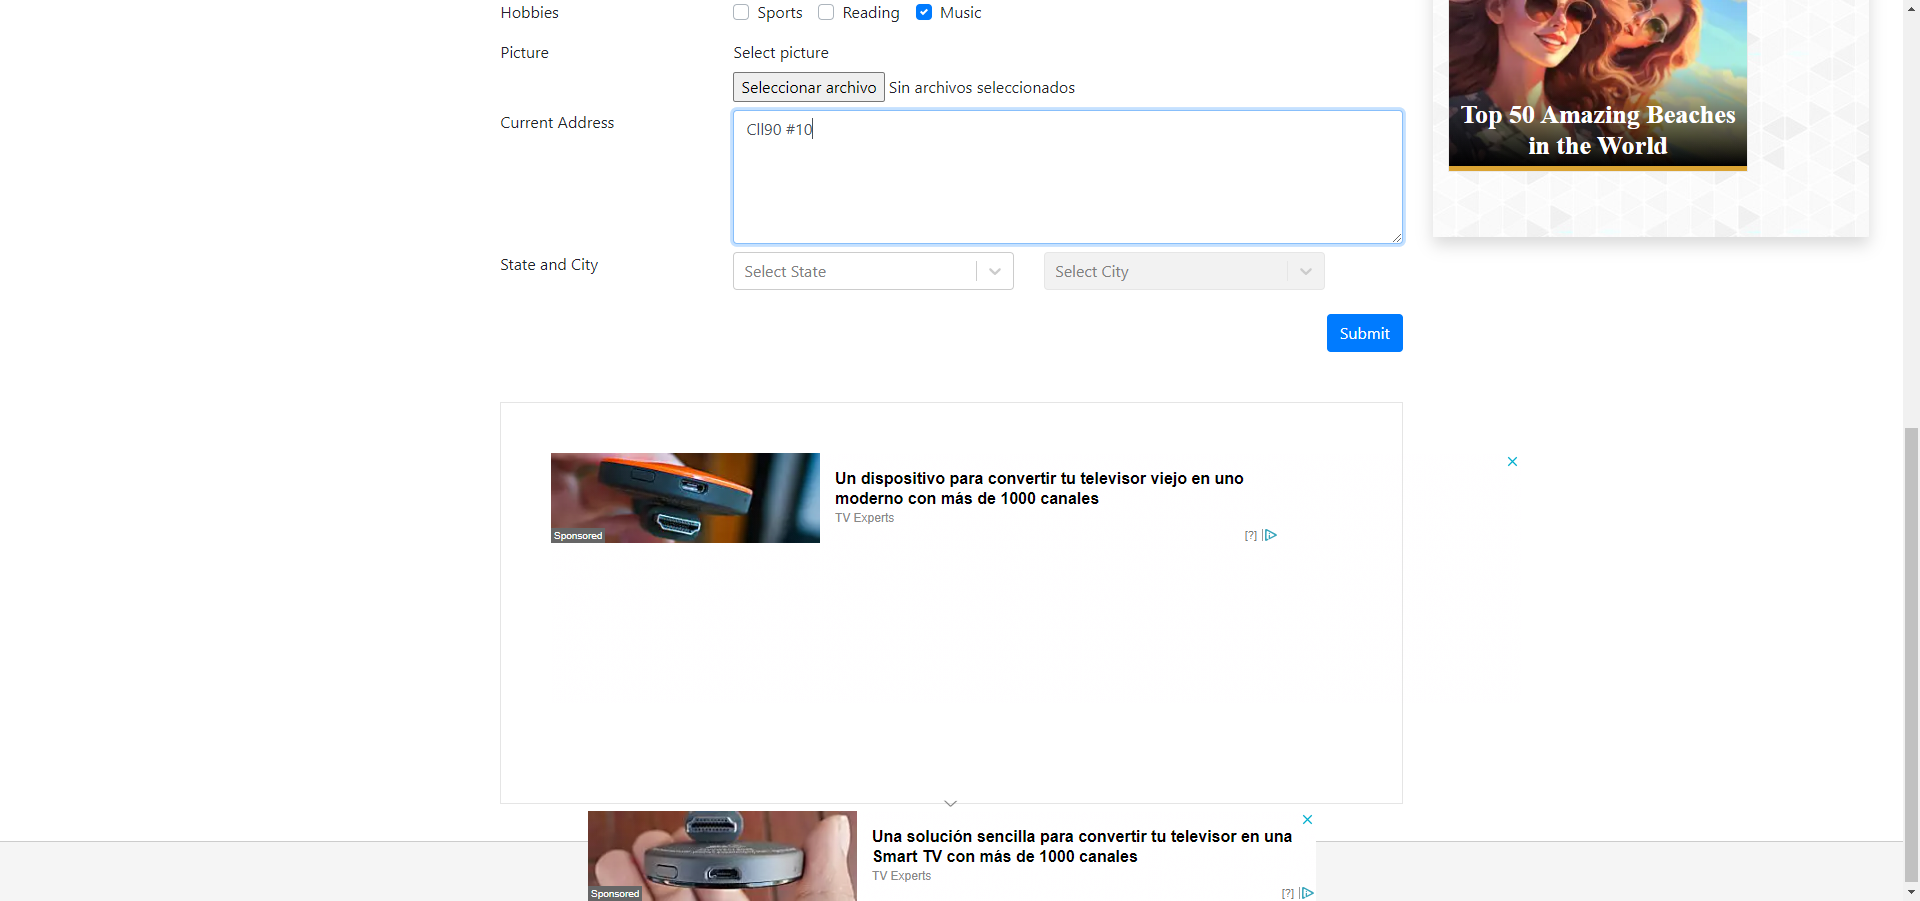 Hobbies
Sports
Reading
Music
Picture
Select picture
Seleccionar archivo
Sin archivos seleccionados
Current Address
Cll90 #10
State and City
Select State
Select City
Submit
Top 50 Amazing Beaches
in the World
Un dispositivo para convertir tu televisor viejo en uno
moderno con más de 1000 canales
TV Experts
Sponsored
[?]
Una solución sencilla para convertir tu televisor en una
Smart TV con más de 1000 canales
TV Experts
Sponsored
[?]